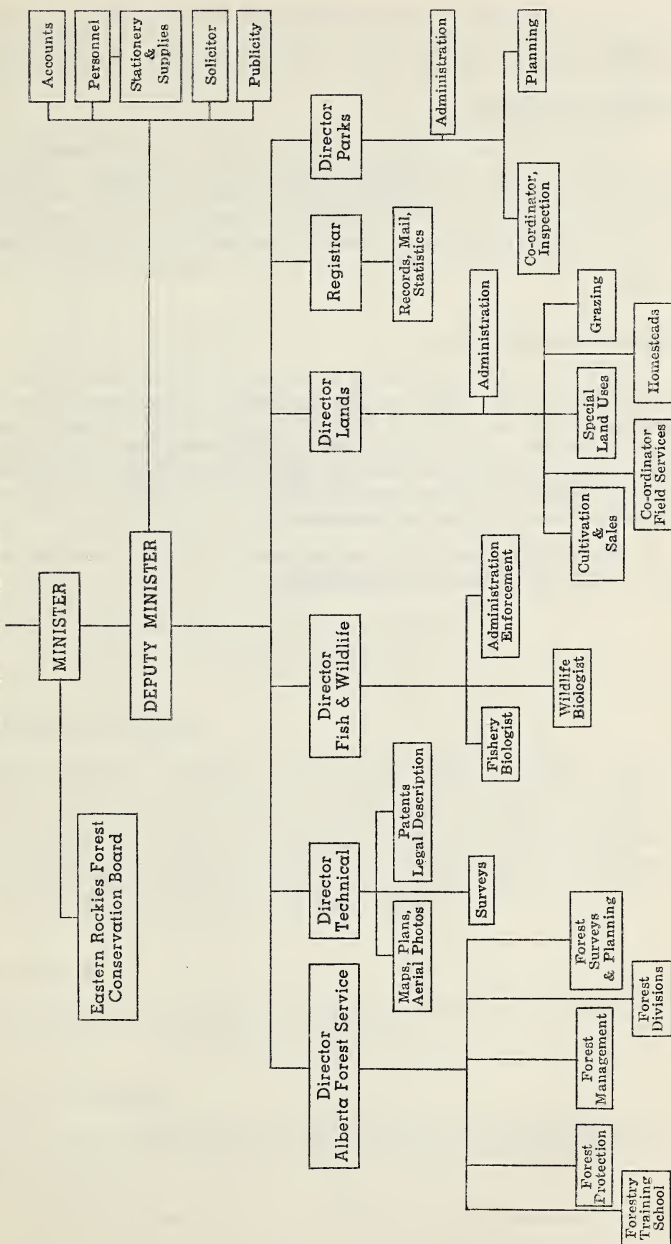 MINISTER
Eastern Rockies Forest
Conservation Board
DEPUTY MINISTER
Accounts
Personnel
Stationery
&
Supplies
Solicitor
Publicity
Director
Alberta Forest Service
Forestry
Training
School
Forest
Protection
Forest
Management
Forest
Divisions
Forest
Surveys
& Planning
Director
Technical
Maps, Plans,
Aerial Photos
Surveys
Patents
Legal Description
Director
Fish & Wildlife
Fishery
Biologist
Wildlife
Biologist
Administration
Enforcement
Director
Lands
Administration
Cultivation
&
Sales
Co-ordinator
Field Services
Special
Land Uses
Homesteads
Grazing
Registrar
Records, Mail,
Statistics
Director
Parks
Administration
Co-ordinator,
Inspection
Planning